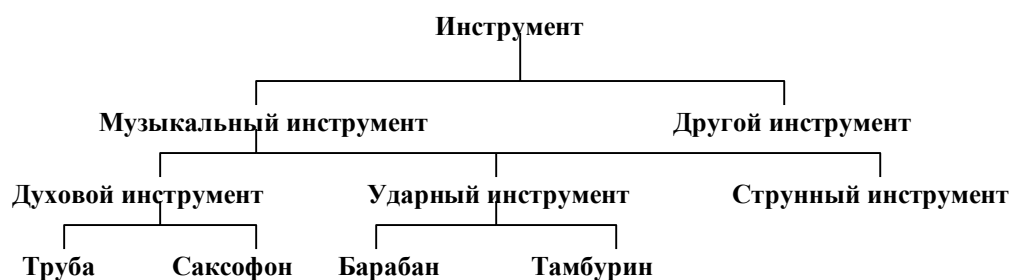 Инструмент
Музыкальный инструмент Другой инструмент
Духовой инструмент Ударный инструмент Струнный инструмент
Труба Саксофон Барабан Тамбурин